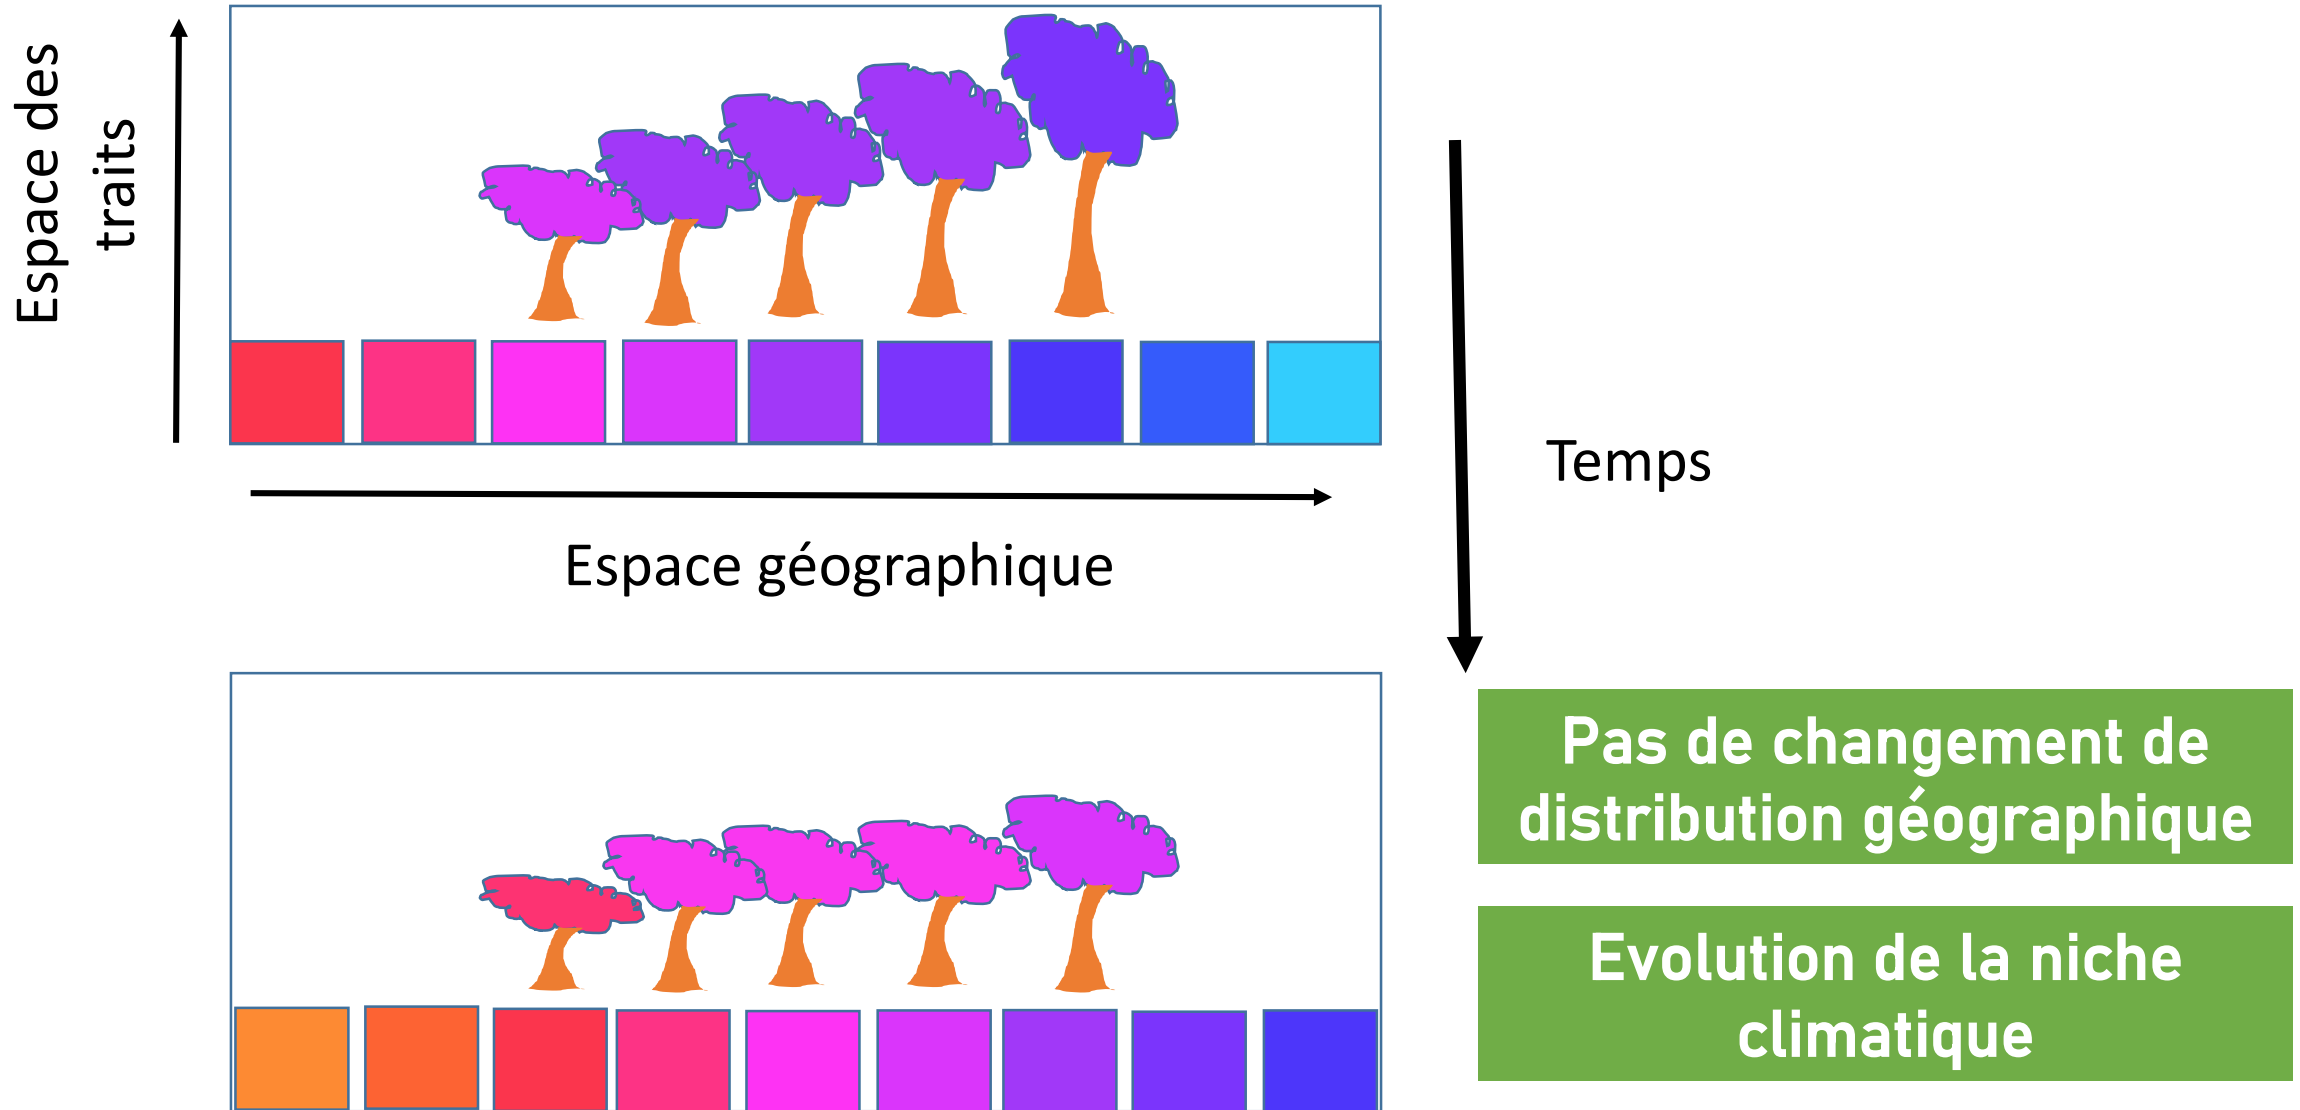 Espace des
traits
Espace géographique
Temps
Pas de changement de
distribution géographique
Evolution de la niche
climatique